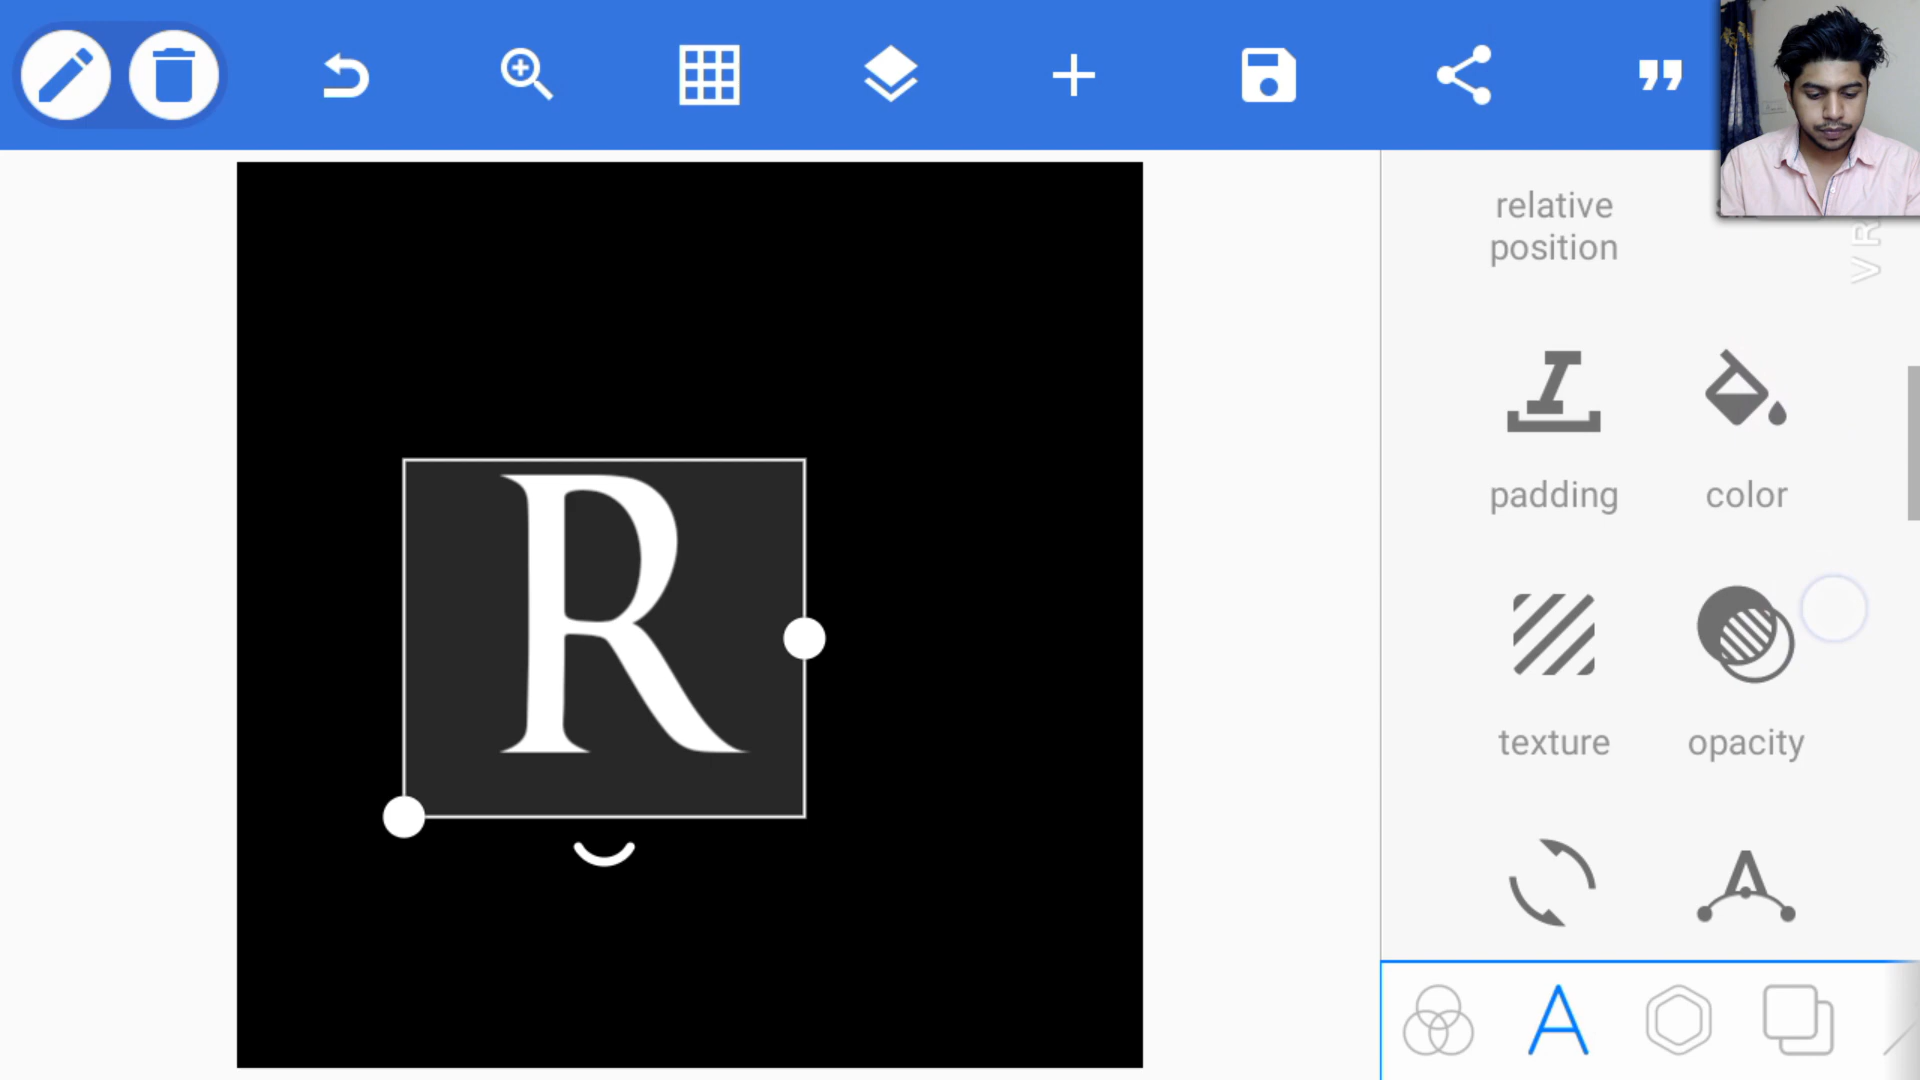 relative
position
V R
R
padding
color
texture
opacity